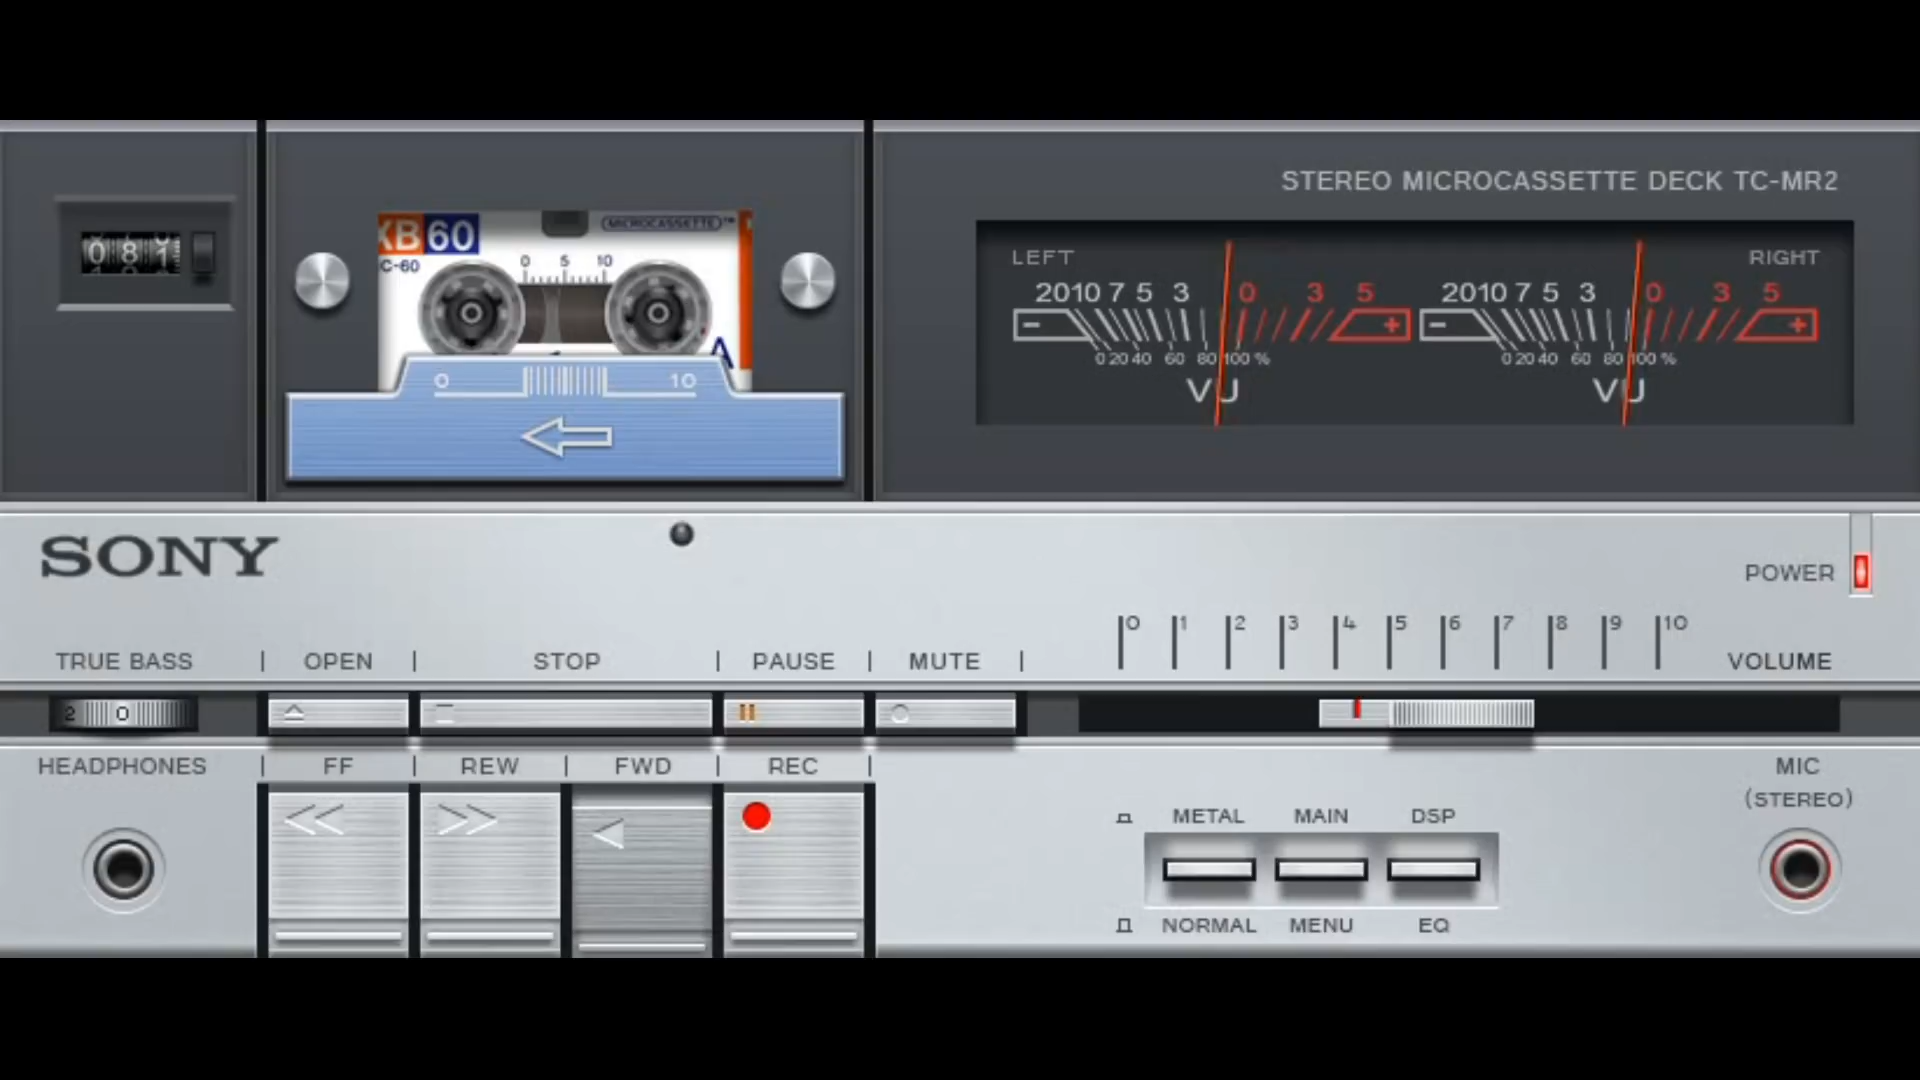 STEREO MICROCASSETTE DECK TC-MR2
081
XB 60
MICROCASSETTE™
C-60
0 5 10
A
0 10
LEFT
RIGHT
20 10 7 5 3 0 3 5
- +
0 20 40 60 80 100 %
VU
20 10 7 5 3 0 3 5
- +
0 20 40 60 80 100 %
VU
SONY
POWER
0 1 2 3 4 5 6 7 8 9 10
VOLUME
TRUE BASS | OPEN | STOP | PAUSE | MUTE |
2 0
HEADPHONES | FF | REW | FWD | REC |
MIC
(STEREO)
METAL MAIN DSP
NORMAL MENU EQ